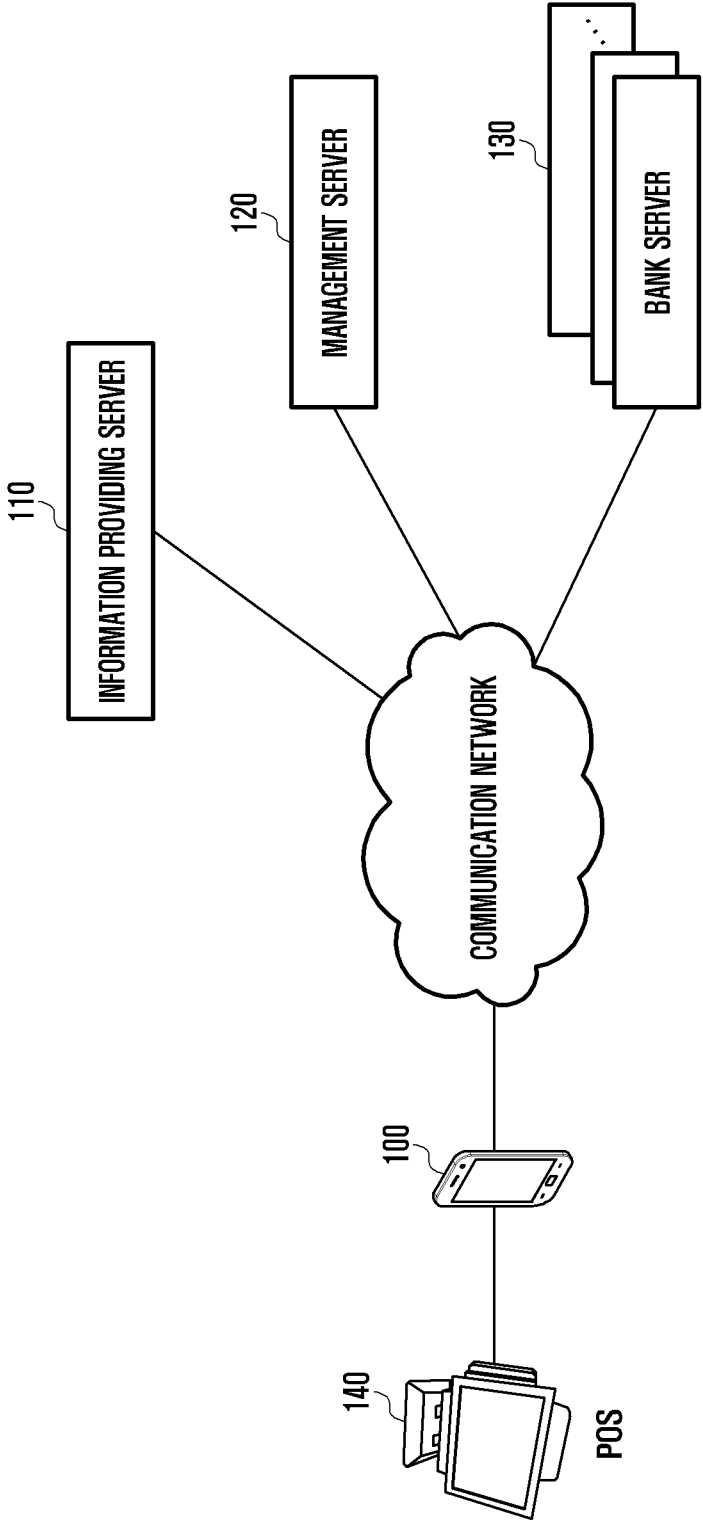 110
INFORMATION PROVIDING SERVER
120
MANAGEMENT SERVER
130
BANK SERVER
COMMUNICATION NETWORK
100
140
POS